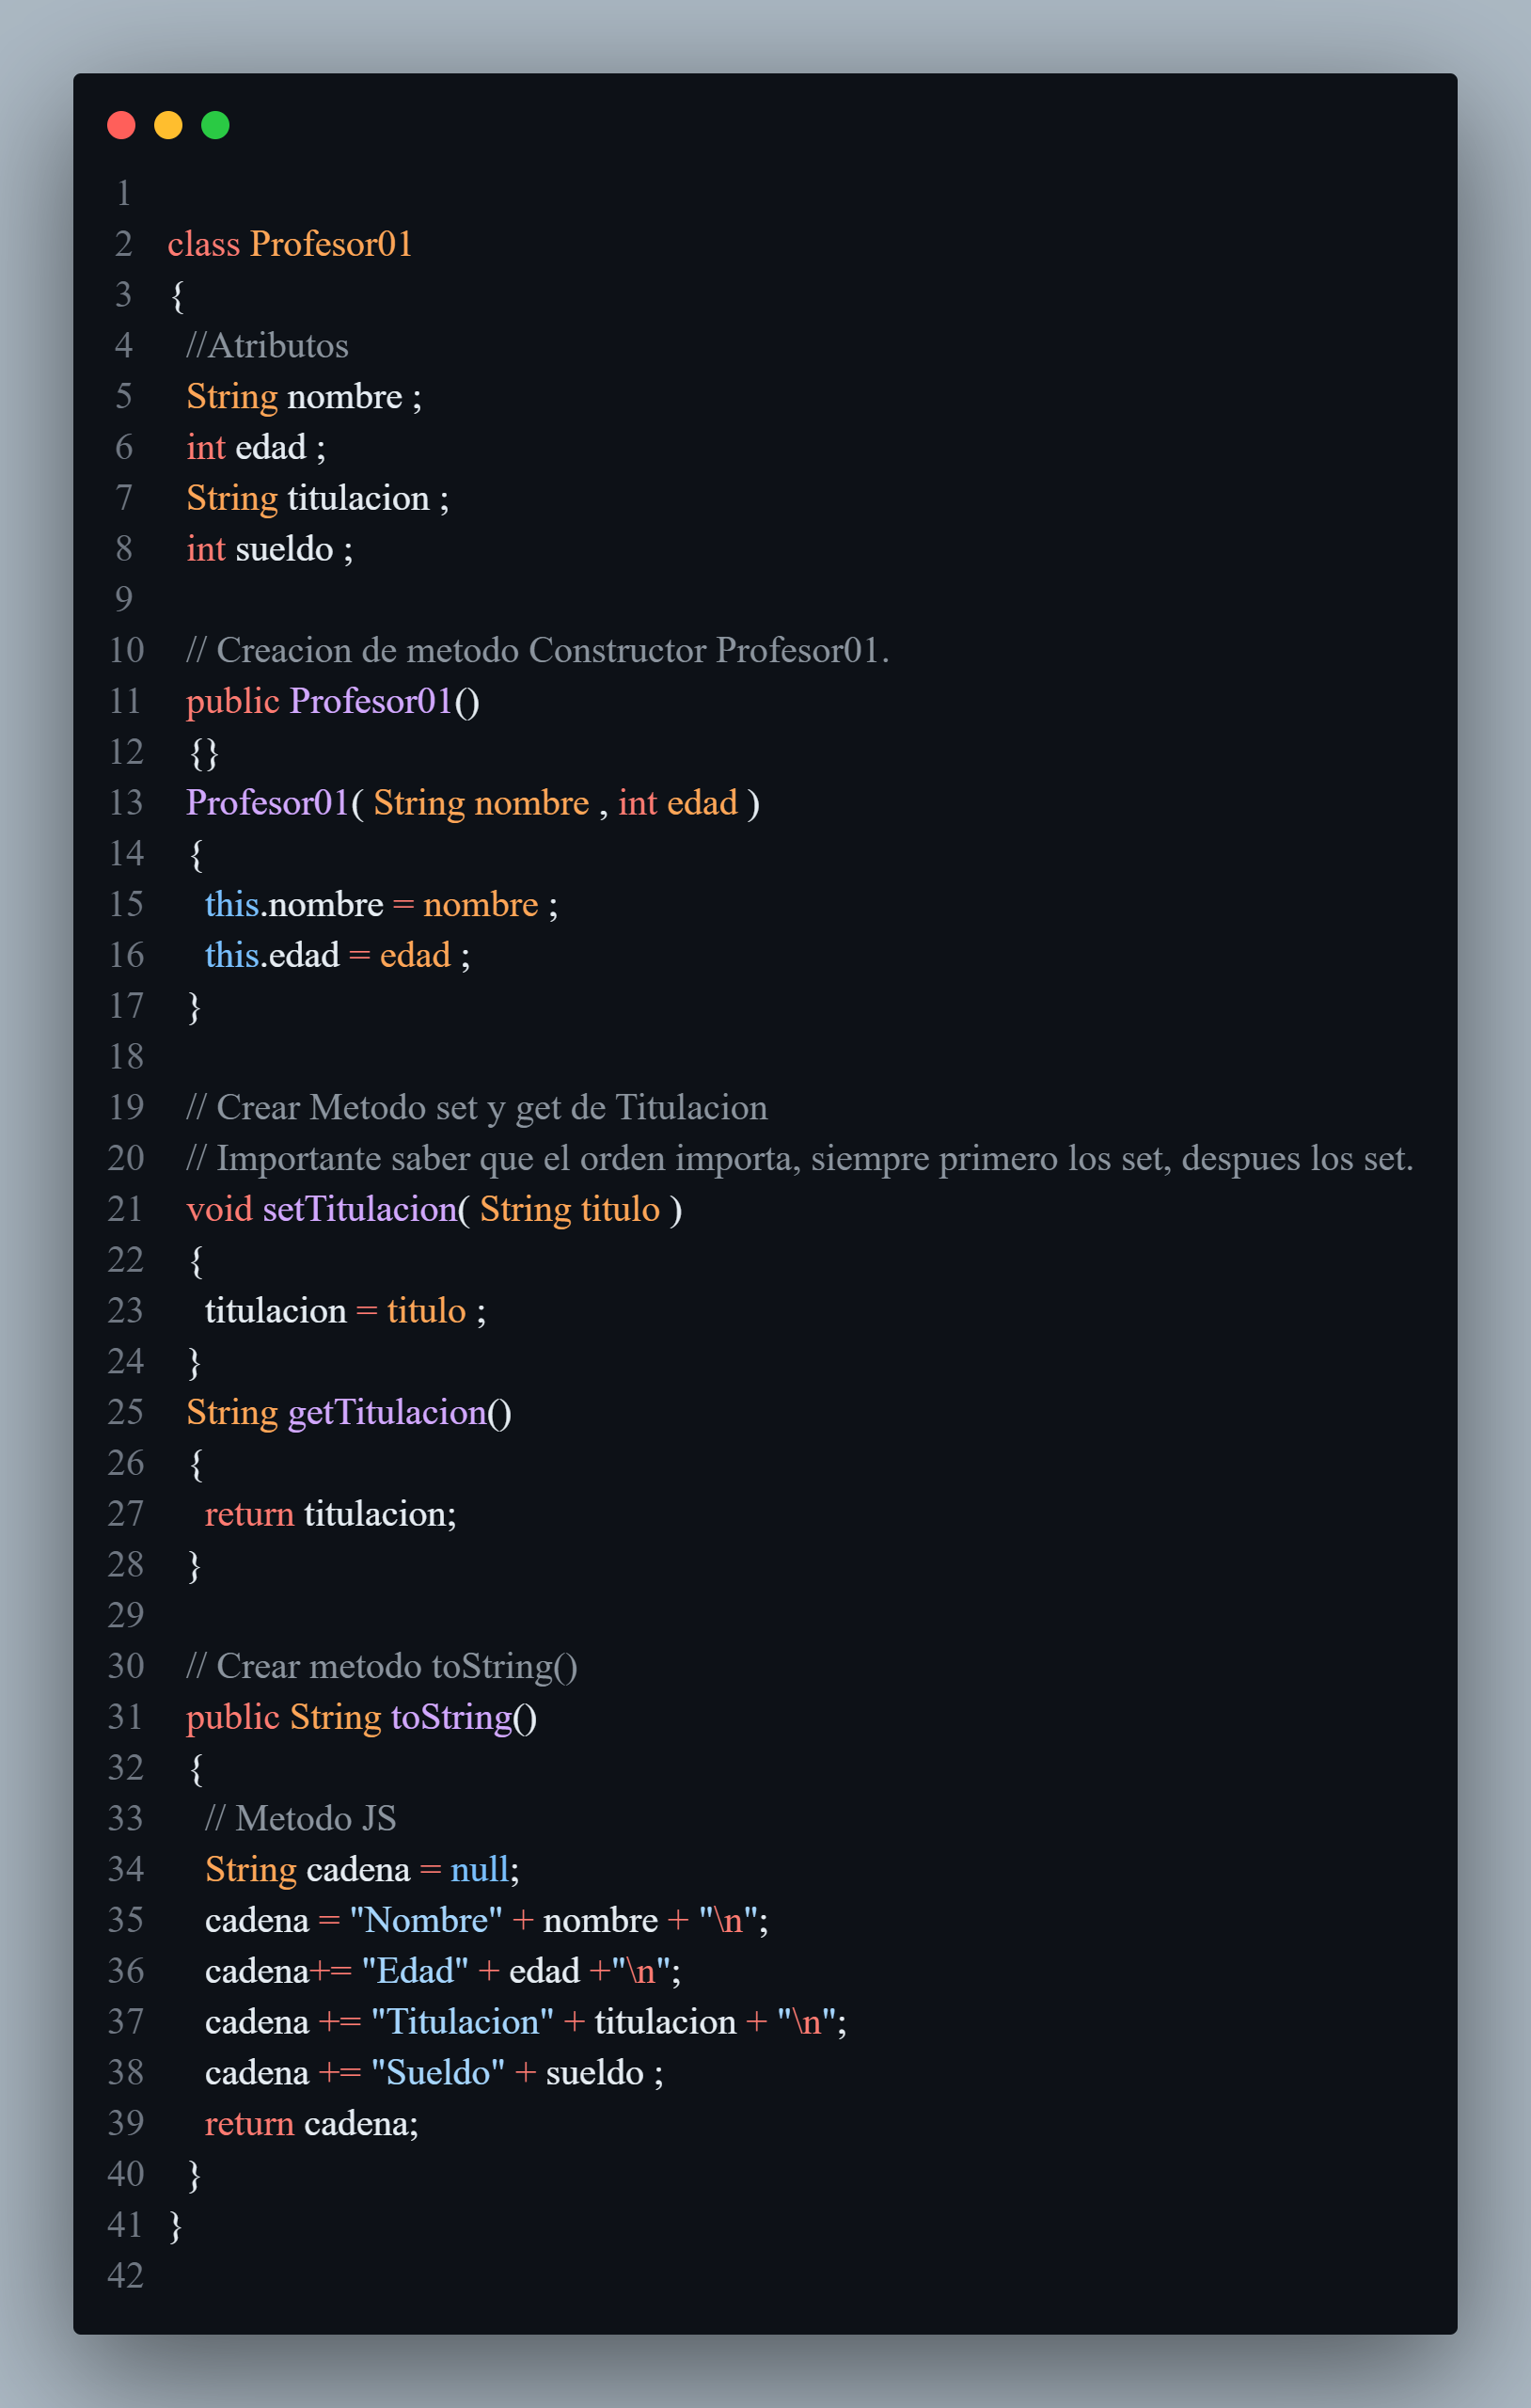 1
2 class Profesor01
3 {
4 //Atributos
5 String nombre ;
6 int edad ;
7 String titulacion ;
8 int sueldo ;
9
10 // Creacion de metodo Constructor Profesor01.
11 public Profesor01()
12 {}
13 Profesor01( String nombre , int edad )
14 {
15 this.nombre = nombre ;
16 this.edad = edad ;
17 }
18
19 // Crear Metodo set y get de Titulacion
20 // Importante saber que el orden importa, siempre primero los set, despues los set.
21 void setTitulacion( String titulo )
22 {
23 titulacion = titulo ;
24 }
25 String getTitulacion()
26 {
27 return titulacion;
28 }
29
30 // Crear metodo toString()
31 public String toString()
32 {
33 // Metodo JS
34 String cadena = null;
35 cadena = "Nombre" + nombre + "\n";
36 cadena+= "Edad" + edad +"\n";
37 cadena += "Titulacion" + titulacion + "\n";
38 cadena += "Sueldo" + sueldo ;
39 return cadena;
40 }
41 }
42